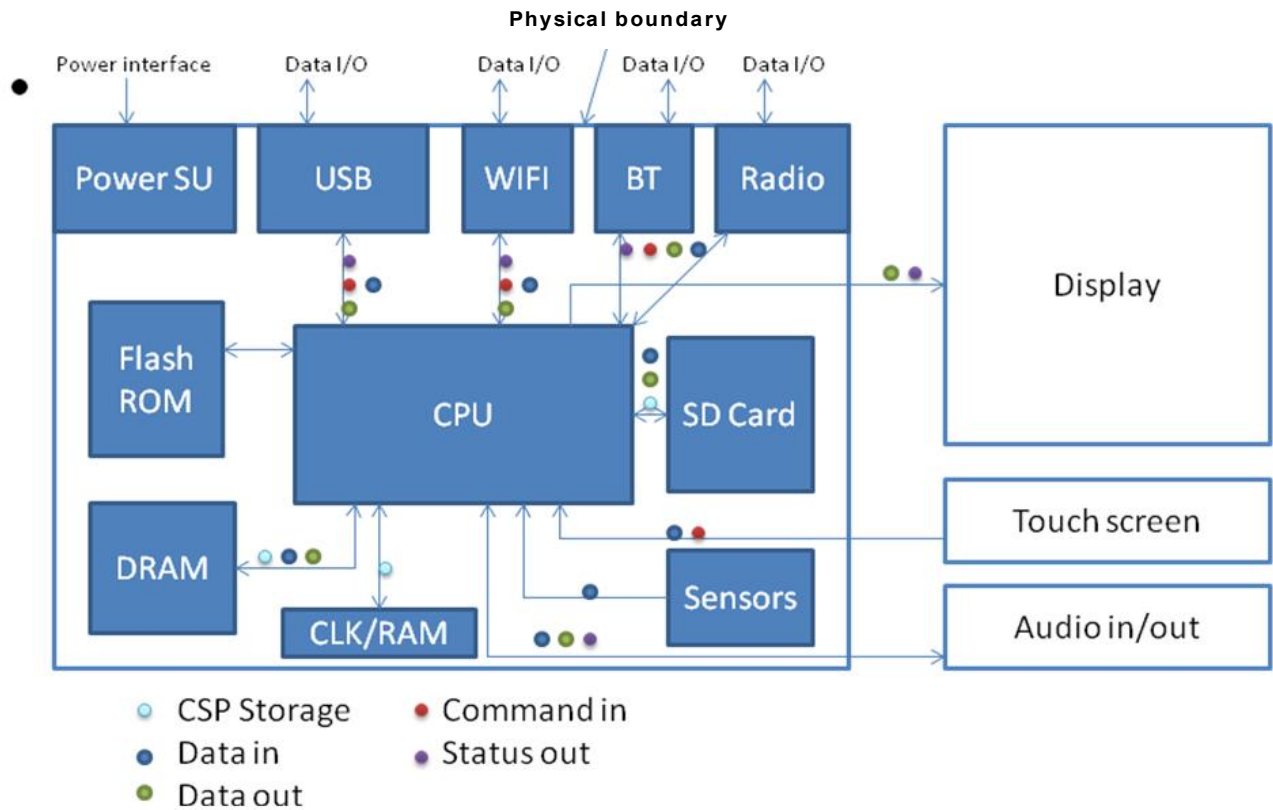 Physical boundary
Power interface
Data I/O
Data I/O
Data I/O
Data I/O
Power SU
USB
WIFI
BT
Radio
Display
Flash
ROM
CPU
SD Card
Touch screen
DRAM
Sensors
CLK/RAM
Audio in/out
CSP Storage
Command in
Data in
Status out
Data out